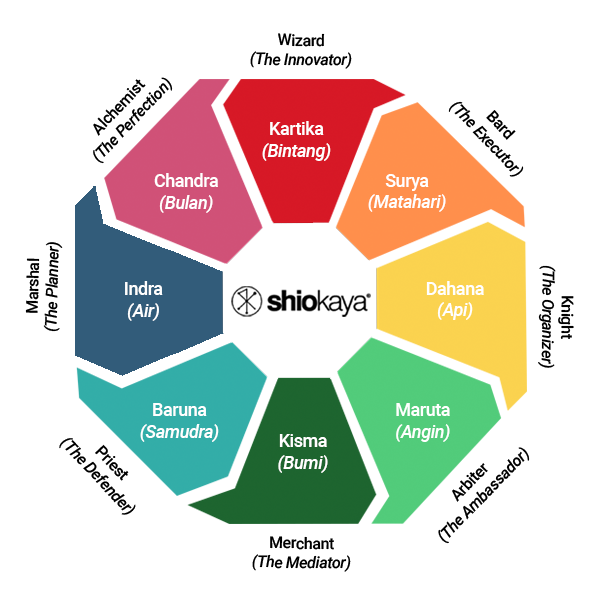 Wizard
(The Innovator)
Kartika
(Bintang)
Bard
(The Executor)
Surya
(Matahari)
Knight
(The Organizer)
Dahana
(Api)
Arbiter
(The Ambassador)
Maruta
(Angin)
Merchant
(The Mediator)
Kisma
(Bumi)
Priest
(The Defender)
Baruna
(Samudra)
Marshal
(The Planner)
Indra
(Air)
Alchemist
(The Perfection)
Chandra
(Bulan)
shiokaya®